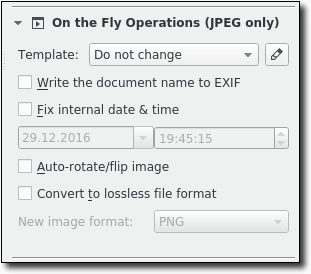 On the Fly Operations (JPEG only)
Template: Do not change
Write the document name to EXIF
Fix internal date & time
29.12.2016 19:45:15
Auto-rotate/flip image
Convert to lossless file format
New image format: PNG